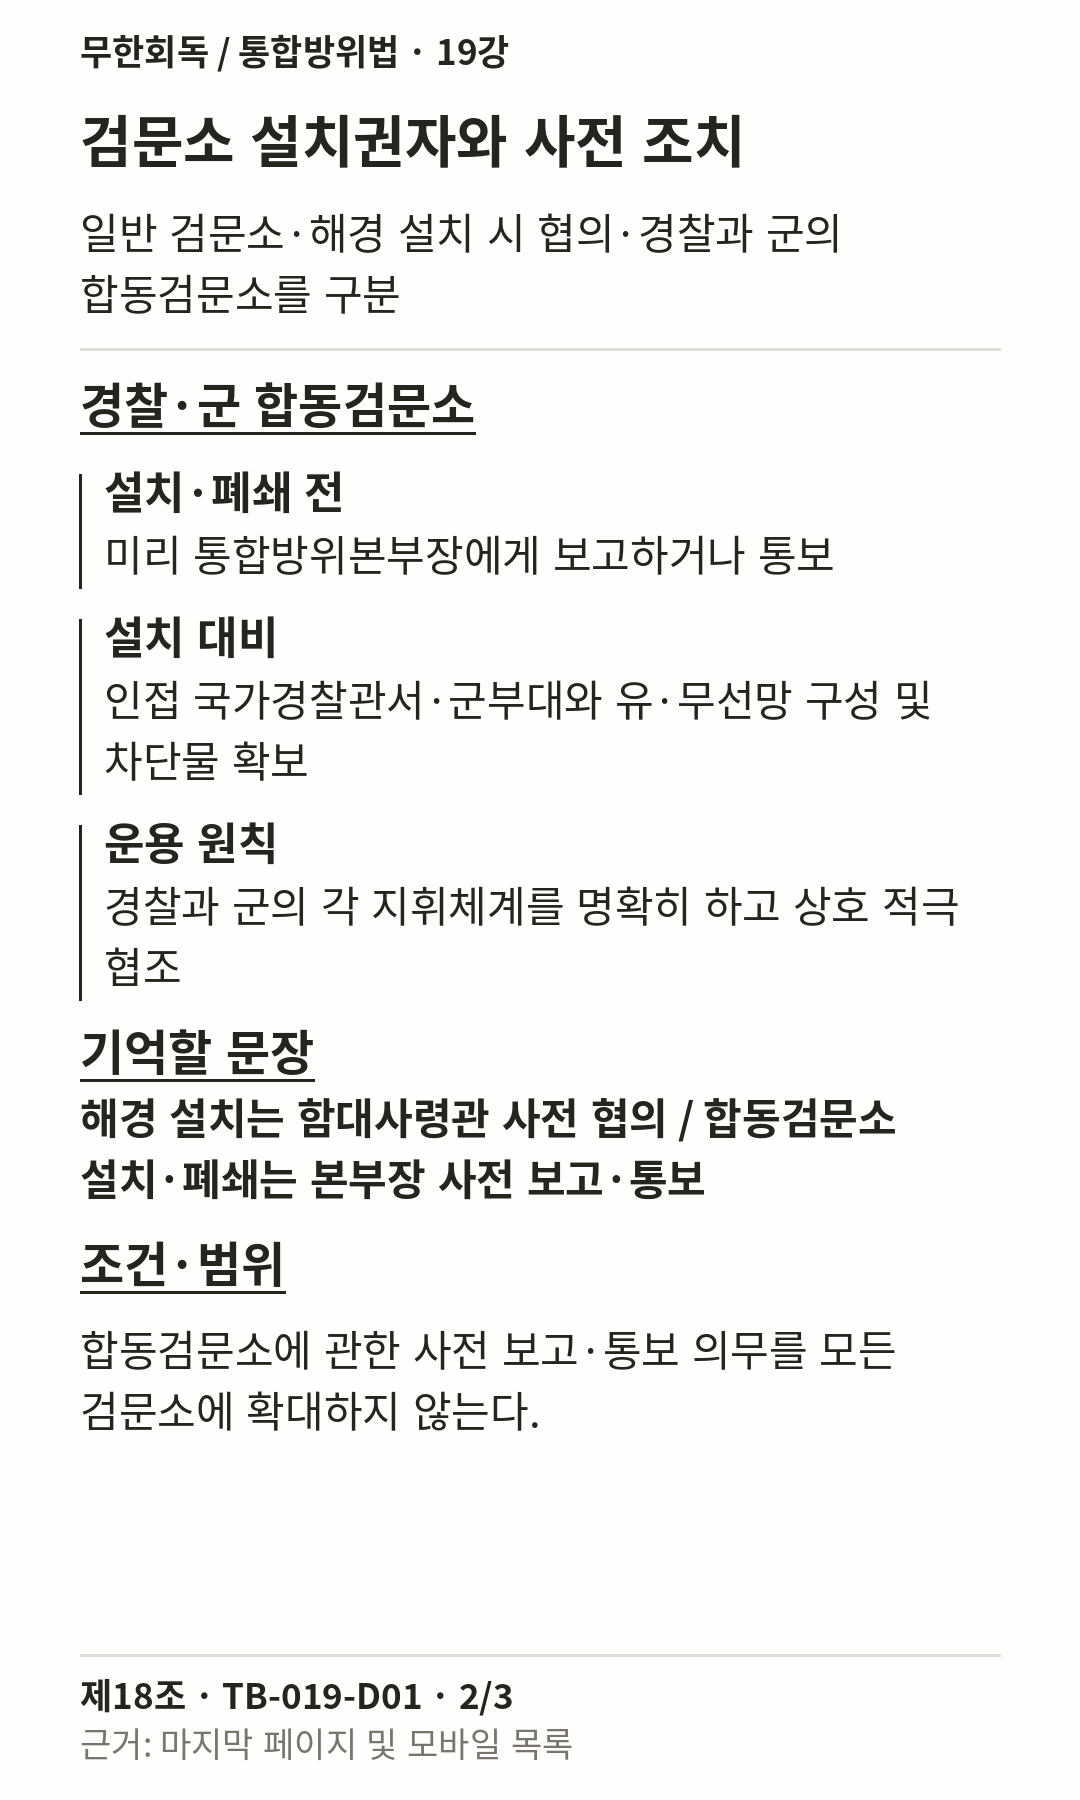 무한회독 / 통합방위법 · 19강
검문소 설치권자와 사전 조치
일반 검문소·해경 설치 시 협의·경찰과 군의
합동검문소를 구분
경찰·군 합동검문소
설치·폐쇄 전
미리 통합방위본부장에게 보고하거나 통보
설치 대비
인접 국가경찰관서·군부대와 유·무선망 구성 및
차단물 확보
운용 원칙
경찰과 군의 각 지휘체계를 명확히 하고 상호 적극
협조
기억할 문장
해경 설치는 함대사령관 사전 협의 / 합동검문소
설치·폐쇄는 본부장 사전 보고·통보
조건·범위
합동검문소에 관한 사전 보고·통보 의무를 모든
검문소에 확대하지 않는다.
제18조 · TB-019-D01 · 2/3
근거: 마지막 페이지 및 모바일 목록